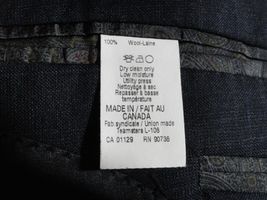 100% Wool-Laine
Dry clean only
Low moisture
Utility press
Nettoyage à sec
Repasser à basse
température
MADE IN / FAIT AU
CANADA
Fab. syndicale / Union made
Teamsters L-106
CA 01129 RN 90736